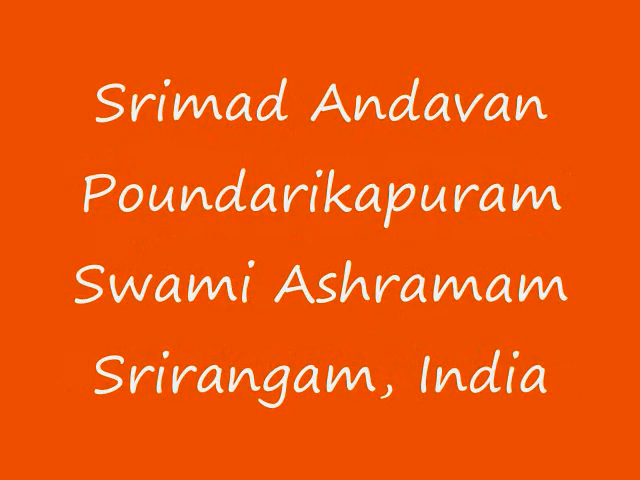 Srimad Andavan
Poundarikapuram
Swami Ashramam
Srirangam, India